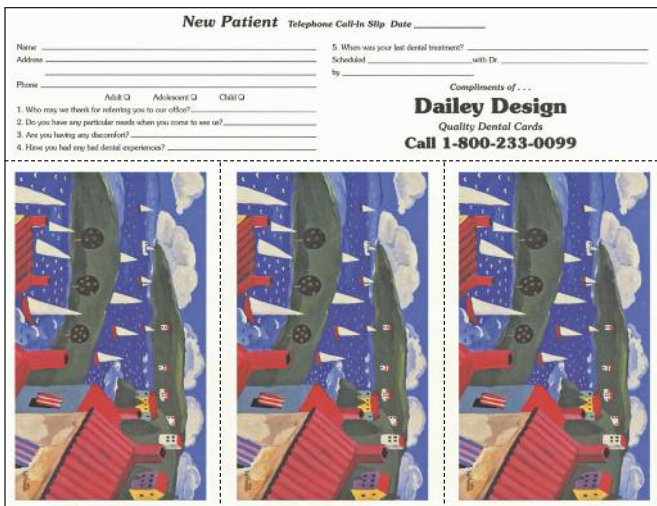 New Patient Telephone Call-In Slip Date
Name
Address
Phone
Adult ❑ Adolescent ❑ Child ❑
1. Who may we thank for referring you to our office?
2. Do you have any particular needs when you come to see us?
3. Are you having any discomfort?
4. Have you had any bad dental experiences?
5. When was your last dental treatment?
Scheduled with Dr.
by
Compliments of . . .
Dailey Design
Quality Dental Cards
Call 1-800-233-0099